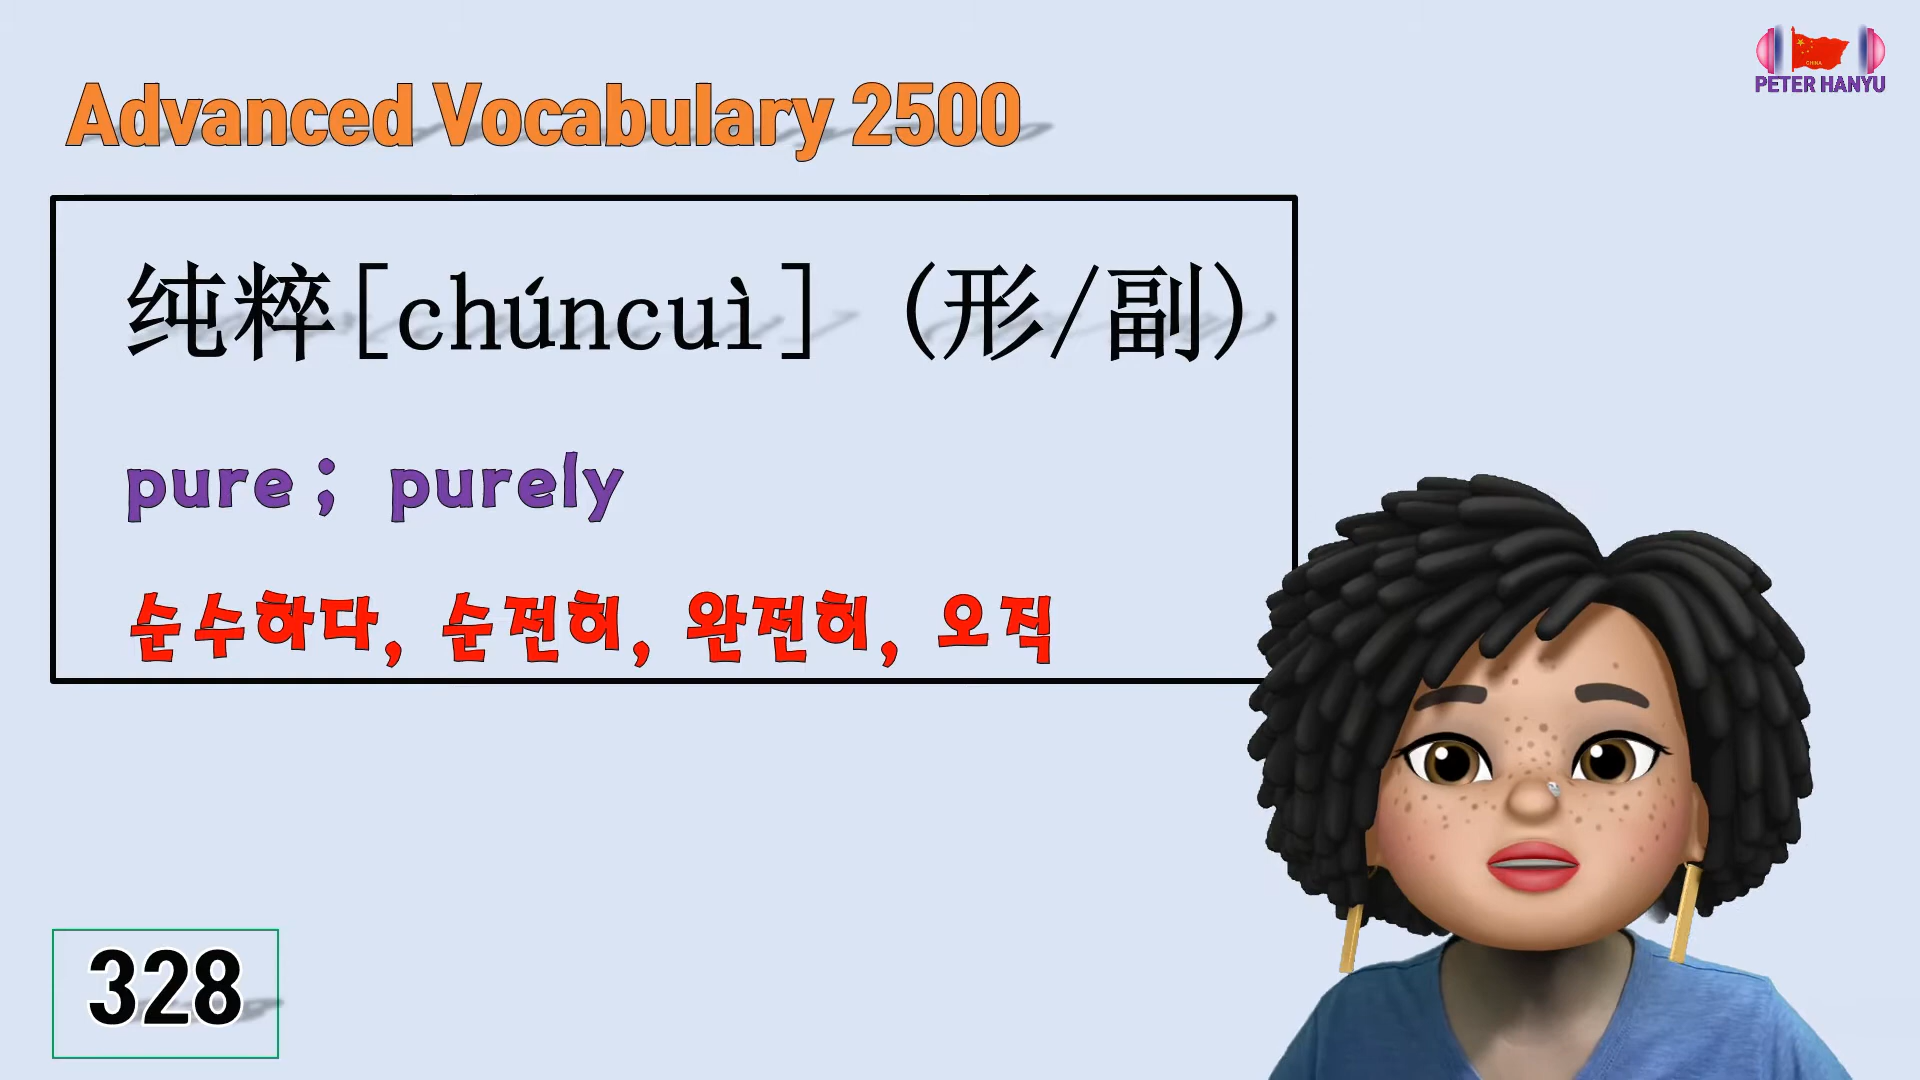 PETER HANYU
Advanced Vocabulary 2500
纯粹[chúncuì] (形/副)
pure; purely
순수하다, 순전히, 완전히, 오직
328